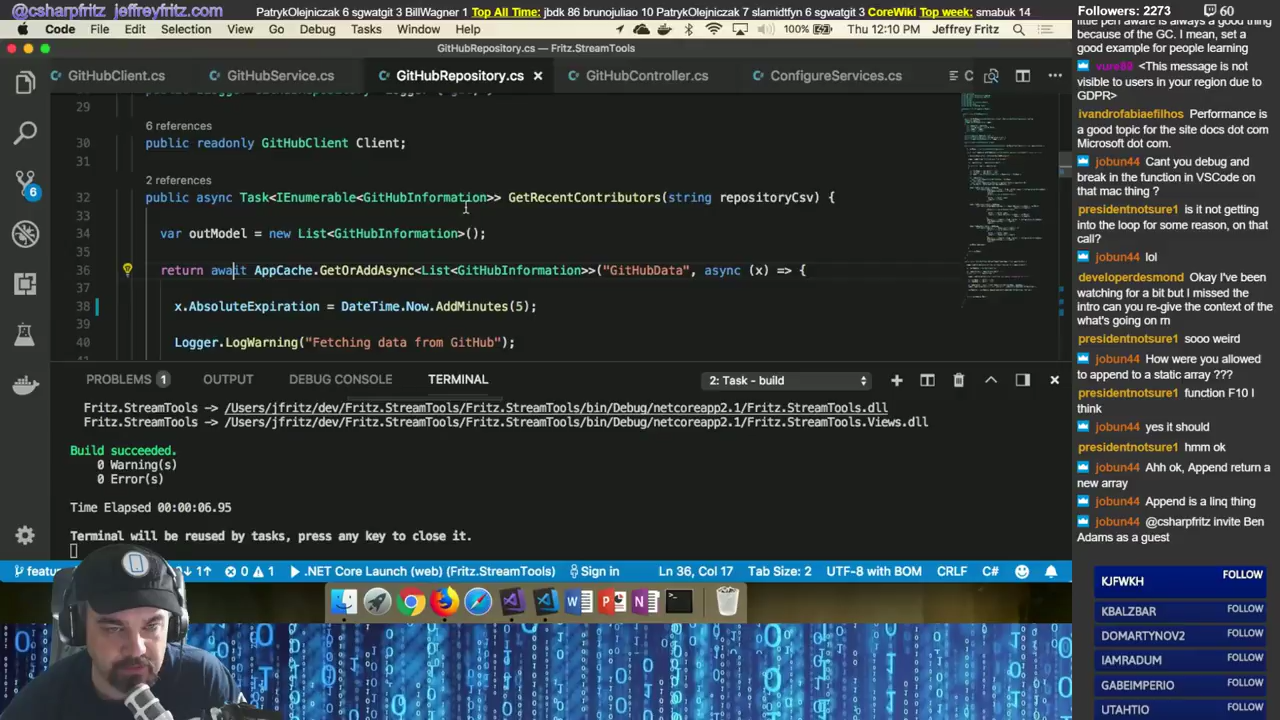 @csharpfritz jeffreyfritz.com
PatrykOlejniczak 6 sgwatgit 3 BillWagner 1 Top All Time: jbdk 86 brunojuliao 10 PatrykOlejniczak 7 slamidtfyn 6 sgwatgit 3 CoreWiki Top week: smabuk 14
Followers: 2273 60
Code File Edit Selection View Go Debug Tasks Window Help 100% Thu 12:10 PM Jeffrey Fritz
GitHubRepository.cs — Fritz.StreamTools
GitHubClient.cs GitHubService.cs GitHubRepository.cs GitHubController.cs ConfigureServices.cs C
29
6 references
30 public readonly GitHubClient Client;
31
2 references
32 public async Task<IEnumerable<GitHubInformation>> GetRecentContributors(string repositoryCsv) {
33
34 var outModel = new List<GitHubInformation>();
35
36 return await AppCache.GetOrAddAsync<List<GitHubInformation>>("GitHubData", async (x) => {
37
38 x.AbsoluteExpiration = DateTime.Now.AddMinutes(5);
39
40 Logger.LogWarning("Fetching data from GitHub");
6
PROBLEMS 1 OUTPUT DEBUG CONSOLE TERMINAL 2: Task - build
Fritz.StreamTools -> /Users/jfritz/dev/Fritz.StreamTools/Fritz.StreamTools/bin/Debug/netcoreapp2.1/Fritz.StreamTools.dll
Fritz.StreamTools -> /Users/jfritz/dev/Fritz.StreamTools/Fritz.StreamTools/bin/Debug/netcoreapp2.1/Fritz.StreamTools.Views.dll
Build succeeded.
0 Warning(s)
0 Error(s)
Time Elapsed 00:00:06.95
Terminal will be reused by tasks, press any key to close it.
0 1 .NET Core Launch (web) (Fritz.StreamTools) Sign in Ln 36, Col 17 Tab Size: 2 UTF-8 with BOM CRLF C#
because of the GC. I mean, set a
good example for people learning
vure89 <This message is not
visible to users in your region due to
GDPR>
ivandrofabiaefilhos Performance is
a good topic for the site docs.com
Microsoft :)
jobun44 Can't you debug and
break in the function in VSCode on
that mac thing
presidentnotsure1 Is it not getting
into the loop for some reason, on that
call?
jobun44 lol
developerdesmond Okay I've been
watching for a bit but I missed the
intro can you re-give the context of
what's going on rn
presidentnotsure1 sooo weird
jobun44 How were you allowed
to append to a static array ???
presidentnotsure1 function F10 I
think
jobun44 yes it should
presidentnotsure1 hmm ok
jobun44 Ahh ok, Append return a
new array
jobun44 Append is a linq thing
jobun44 @csharpfritz invite Ben
Adams as a guest
KJFWKH FOLLOW
KBALZBAR FOLLOW
DOMARTYNOV2 FOLLOW
IAMRADUM FOLLOW
GABEIMPERIO FOLLOW
UTAHTIO FOLLOW